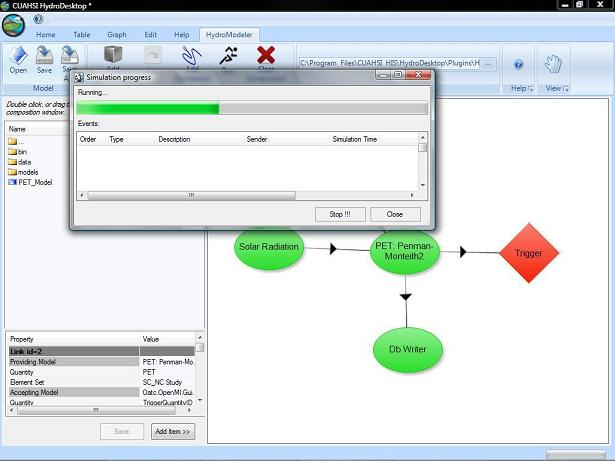 CUAHSI HydroDesktop *
Home Table Graph Edit Help HydroModeler
Open Save Save Add Add Close
C:\Program_Files\CUAHSI_HIS\HydroDesktop\Plugins\H
Help View
Model
Simulation progress
Running...
Events:
Order Type Description Sender Simulation Time
Stop !!! Close
Double click, or drag
composition window.
Name
...
bin
data
models
PET_Model
Solar Radiation
PET: Penman-
Monteith2
Trigger
Db Writer
Property Value
Link id=2
Providing Model PET: Penman-Mo.
Quantity PET
Element Set SC_NC Study
Accepting Model Oatc.OpenMI.Gui.
Quantity TriggerQuantityID
Save Add Item >>